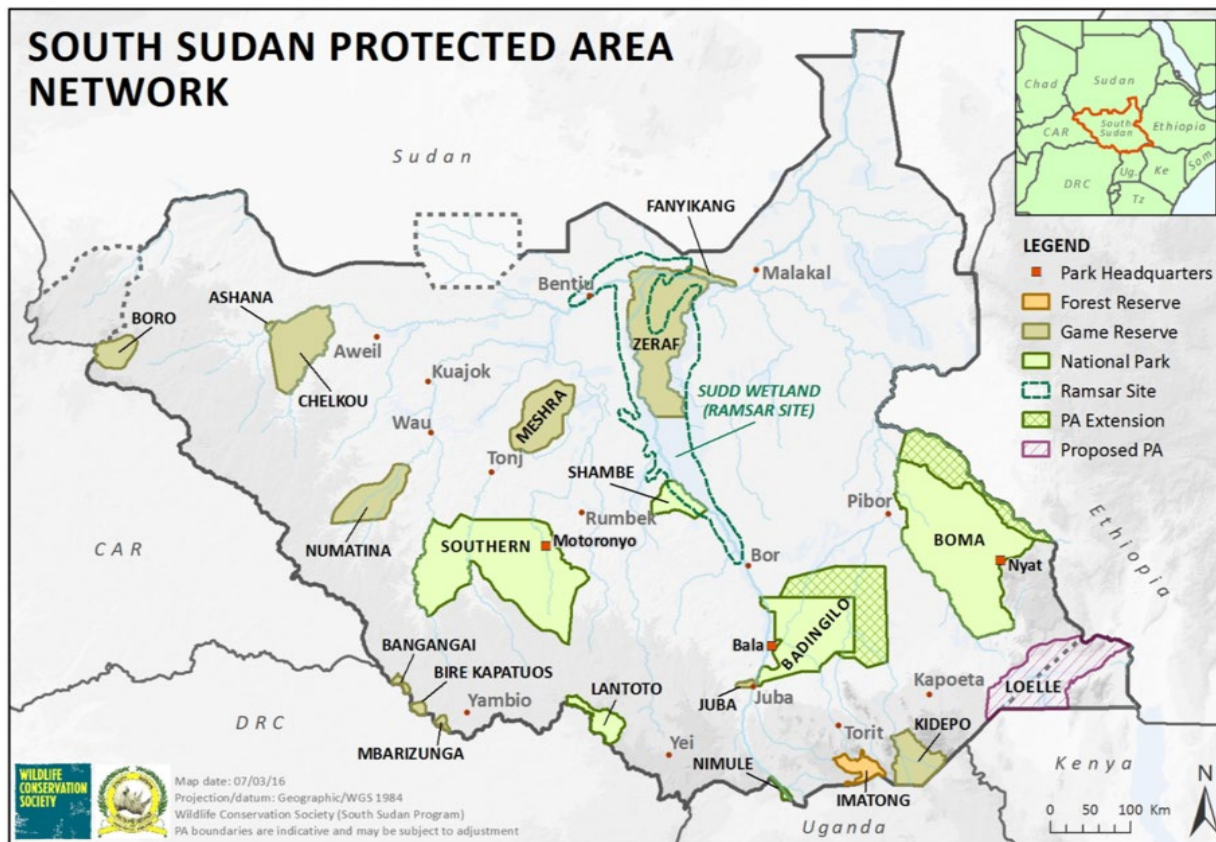 SOUTH SUDAN PROTECTED AREA
NETWORK
Sudan
Chad
Sudan
CAR
South
Sudan
Ethiopia
DRC
Ug.
Ke
Som
Tz
LEGEND
Park Headquarters
Forest Reserve
Game Reserve
National Park
Ramsar Site
PA Extension
Proposed PA
FANYIKANG
Malakal
Bentiu
ASHANA
BORO
Aweil
ZERAF
CHELKOU
Kuajok
MESHRA
SUDD WETLAND
(RAMSAR SITE)
Wau
Tonj
SHAMBE
Pibor
Rumbek
NUMATINA
SOUTHERN
Motoronyo
BOMA
Ethiopia
CAR
Bor
Nyat
BADINGILO
Bala
BANGANGAI
BIRE KAPATUOS
LANTOTO
JUBA
Juba
Kapoeta
LOELLE
DRC
Yambio
MBARIZUNGA
Torit
KIDEPO
Yei
NIMULE
IMATONG
Kenya
Uganda
N
0 50 100 Km
WILDLIFE
CONSERVATION
SOCIETY
Map date: 07/03/16
Projection/datum: Geographic/WGS 1984
Wildlife Conservation Society (South Sudan Program)
PA boundaries are indicative and may be subject to adjustment